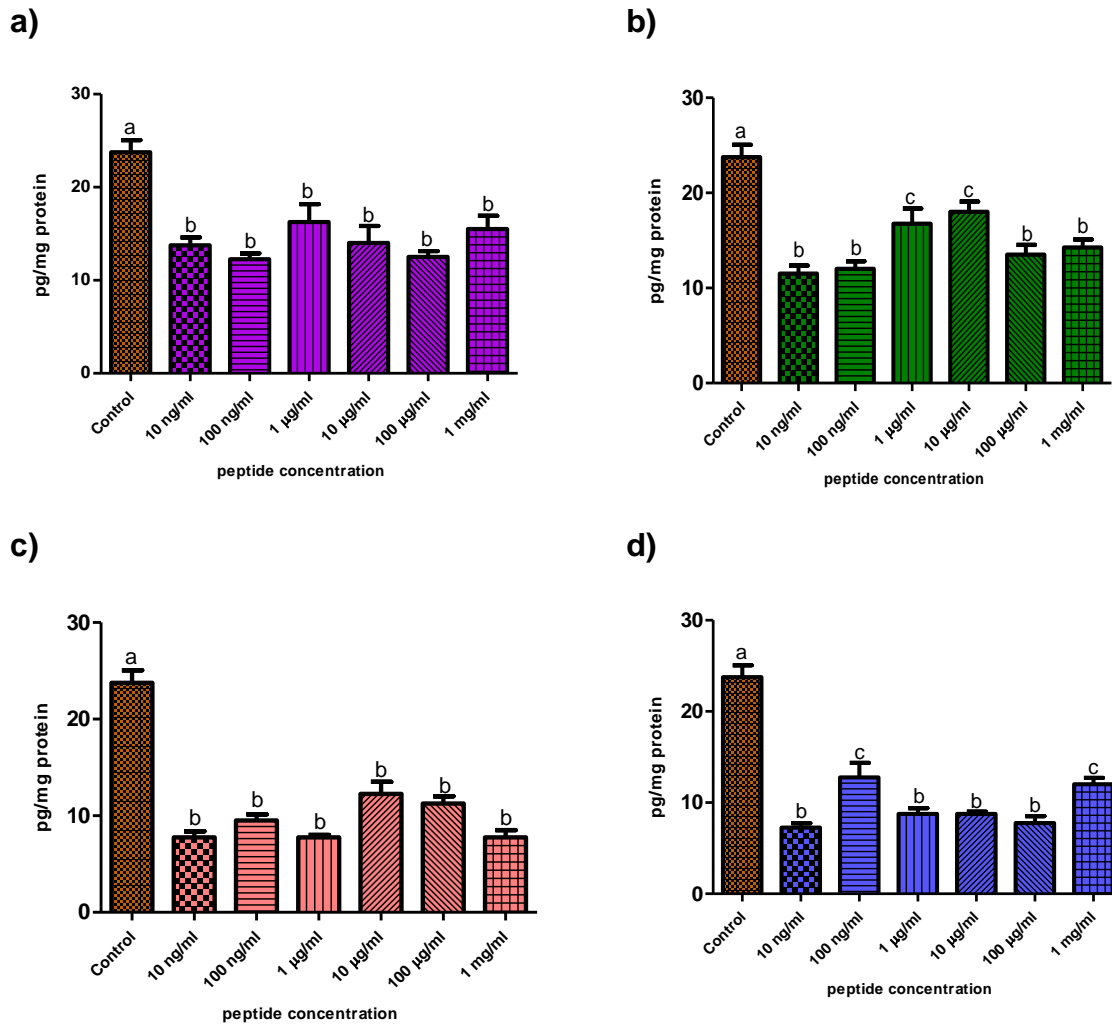 a)
30
20
10
0
pg/mg protein
a
b
b
b
b
b
b
Control
10 ng/ml
100 ng/ml
1 µg/ml
10 µg/ml
100 µg/ml
1 mg/ml
peptide concentration
b)
30
20
10
0
pg/mg protein
a
b
b
c
c
b
b
Control
10 ng/ml
100 ng/ml
1 µg/ml
10 µg/ml
100 µg/ml
1 mg/ml
peptide concentration
c)
30
20
10
0
pg/mg protein
a
b
b
b
b
b
b
Control
10 ng/ml
100 ng/ml
1 µg/ml
10 µg/ml
100 µg/ml
1 mg/ml
peptide concentration
d)
30
20
10
0
pg/mg protein
a
b
c
b
b
b
c
Control
10 ng/ml
100 ng/ml
1 µg/ml
10 µg/ml
100 µg/ml
1 mg/ml
peptide concentration